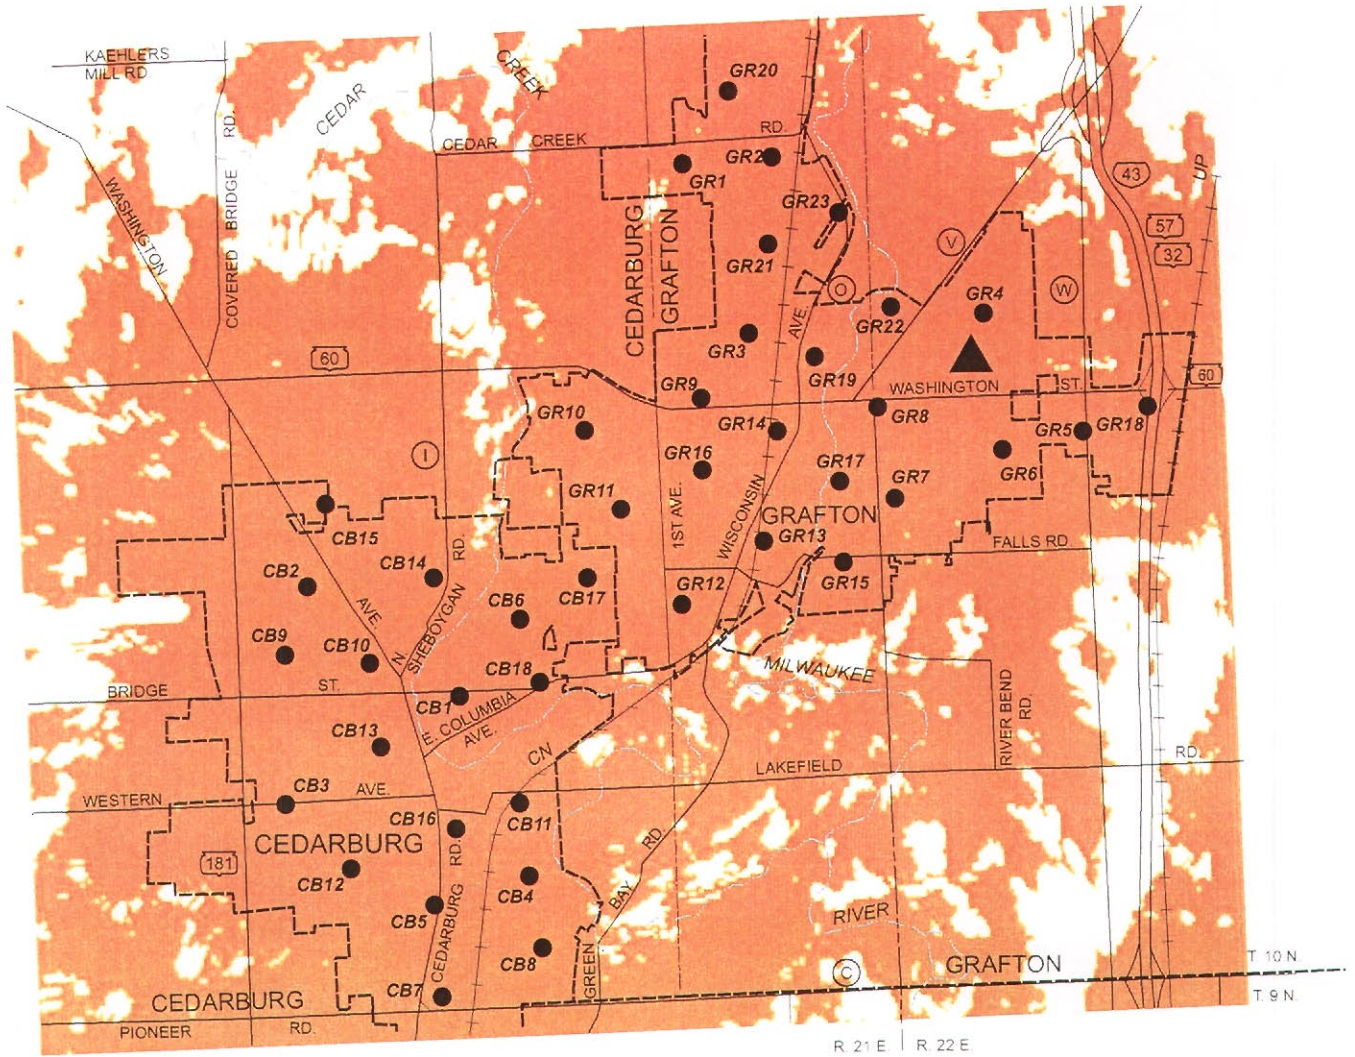 KAEHLERS
MILL RD
CEDAR
CREEK
GR20
CEDAR CREEK RD.
COVERED BRIDGE RD.
WASHINGTON
GR1
GR2
GR23
43
UP
57
32
CEDARBURG
GRAFTON
GR21
V
O
W
GR4
AVE.
GR22
GR3
GR19
60
WASHINGTON ST.
60
GR9
GR8
GR10
GR14
GR5
GR18
I
GR16
GR17
GR7
GR6
GR11
1ST AVE.
WISCONSIN
GRAFTON
GR13
FALLS RD.
CB15
CB14
RD.
CB2
CB17
GR12
GR15
CB6
AVE.
N
SHEBOYGAN
CB9
CB10
CB18
MILWAUKEE
BRIDGE ST.
CB1
E. COLUMBIA
AVE.
RIVER BEND
RD.
CB13
CN
LAKEFIELD RD.
CB3
WESTERN AVE.
CB16
CB11
RD.
CEDARBURG
RD.
181
CB12
CB4
BAY
CB5
CEDARBURG
RIVER
CB8
GREEN
C
GRAFTON
T. 10 N.
T. 9 N.
CB7
CEDARBURG
PIONEER RD.
R. 21 E. R. 22 E.